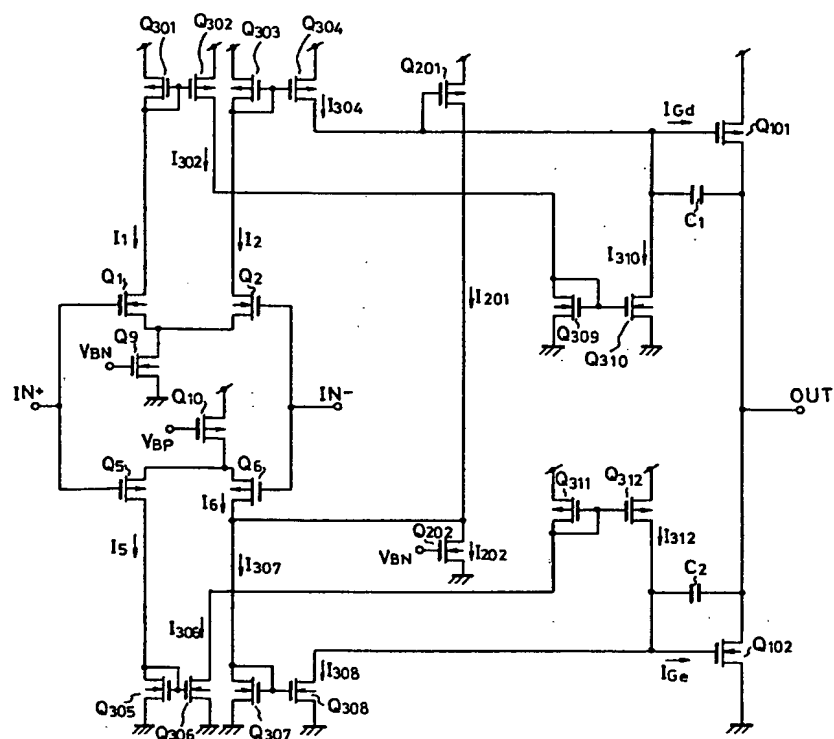 Q301
Q302
Q303
Q304
I304
Q201
IGd
Q101
I302
C1
I1
I2
I310
Q1
Q2
I201
Q309
Q310
Q9
VBN
IN+
Q10
IN-
OUT
VBP
Q5
Q6
Q311
Q312
I6
Q202
VBN
I202
I312
I5
I307
C2
I306
I308
Q102
IGe
Q305
Q306
Q307
Q308